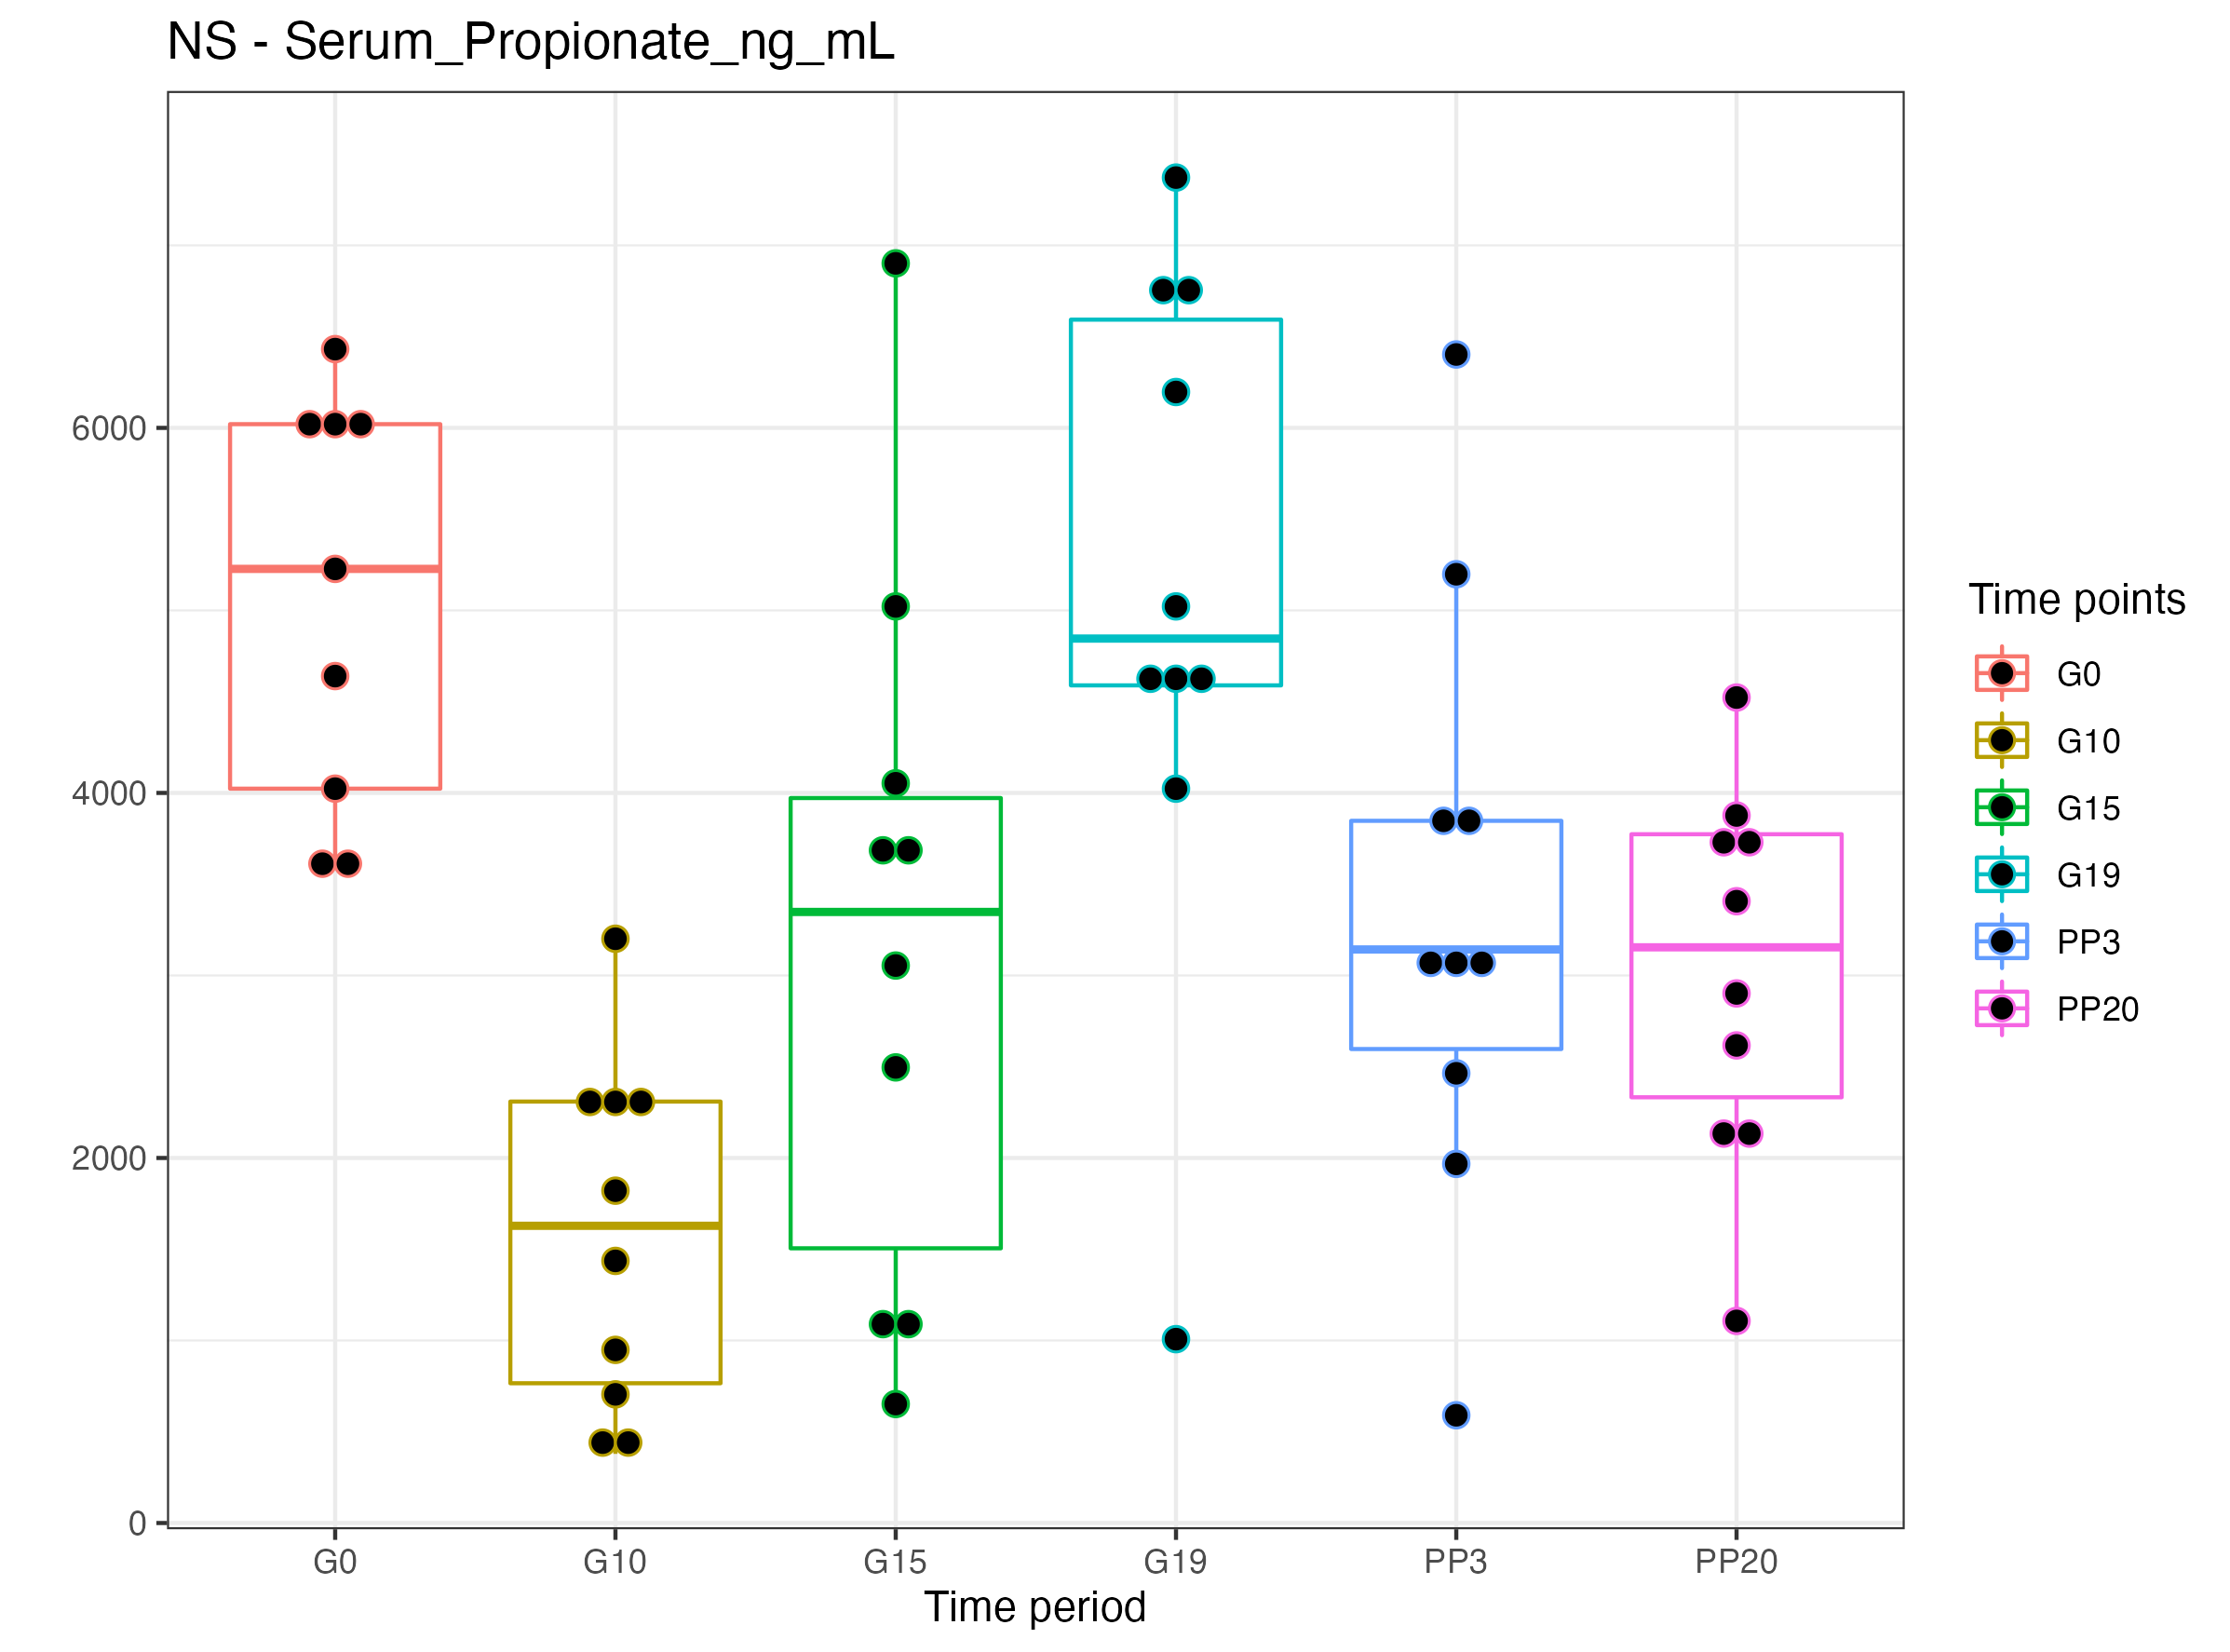 NS - Serum_Propionate_ng_mL
6000
4000
2000
0
G0 G10 G15 G19 PP3 PP20
Time period
Time points
G0
G10
G15
G19
PP3
PP20